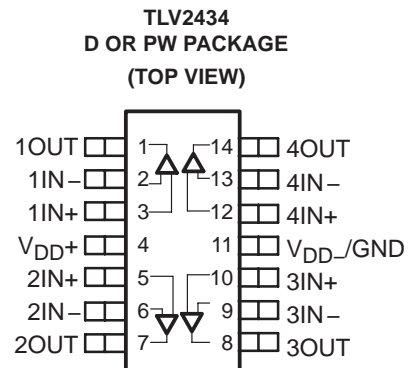 TLV2434
D OR PW PACKAGE
(TOP VIEW)
1OUT 1 14 4OUT
1IN− 2 13 4IN−
1IN+ 3 12 4IN+
VDD+ 4 11 VDD−/GND
2IN+ 5 10 3IN+
2IN− 6 9 3IN−
2OUT 7 8 3OUT